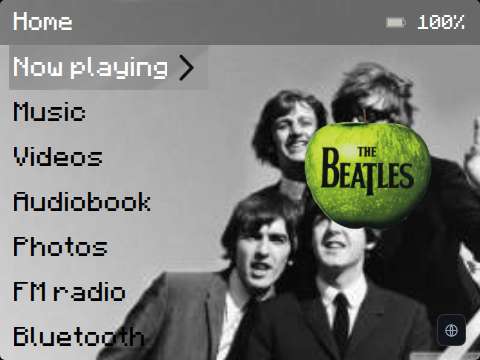 Home
100%
Now playing
Music
Videos
THE
BEATLES
Audiobook
Photos
FM radio
Bluetooth